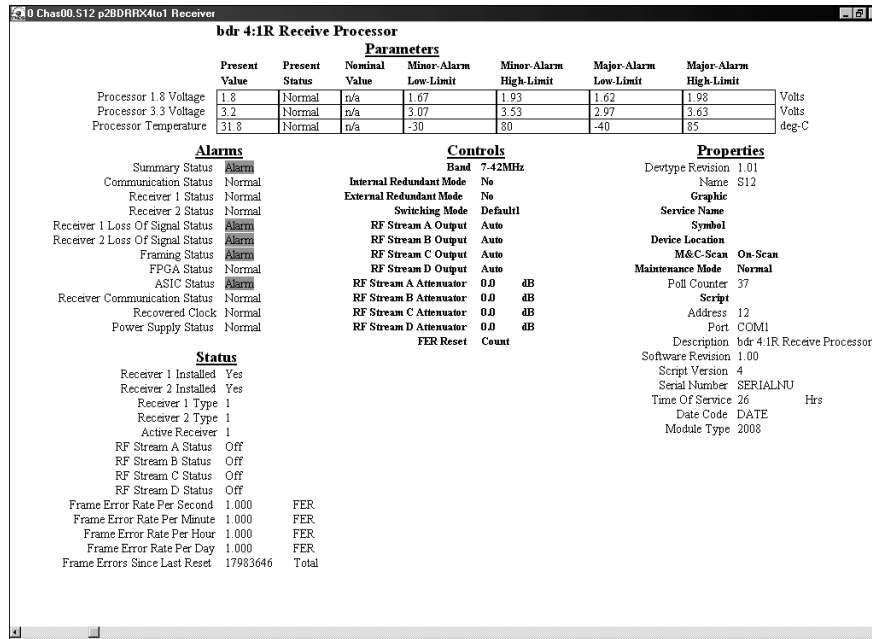 0 Chas00.S12 p2BDRRX4to1 Receiver
bdr 4:1R Receive Processor
Parameters
Present Value Present Status Nominal Value Minor-Alarm Low-Limit Minor-Alarm High-Limit Major-Alarm Low-Limit Major-Alarm High-Limit
Processor 1.8 Voltage 1.8 Normal n/a 1.67 1.93 1.62 1.98 Volts
Processor 3.3 Voltage 3.2 Normal n/a 3.07 3.53 2.97 3.63 Volts
Processor Temperature 31.8 Normal n/a -30 80 -40 85 deg-C
Alarms
Summary Status Alarm
Communication Status Normal
Receiver 1 Status Normal
Receiver 2 Status Normal
Receiver 1 Loss Of Signal Status Alarm
Receiver 2 Loss Of Signal Status Alarm
Framing Status Alarm
FPGA Status Normal
ASIC Status Alarm
Receiver Communication Status Normal
Recovered Clock Normal
Power Supply Status Normal
Status
Receiver 1 Installed Yes
Receiver 2 Installed Yes
Receiver 1 Type 1
Receiver 2 Type 1
Active Receiver 1
RF Stream A Status Off
RF Stream B Status Off
RF Stream C Status Off
RF Stream D Status Off
Frame Error Rate Per Second 1.000 FER
Frame Error Rate Per Minute 1.000 FER
Frame Error Rate Per Hour 1.000 FER
Frame Error Rate Per Day 1.000 FER
Frame Errors Since Last Reset 17983646 Total
Controls
Band 7-42MHz
Internal Redundant Mode No
External Redundant Mode No
Switching Mode Default1
RF Stream A Output Auto
RF Stream B Output Auto
RF Stream C Output Auto
RF Stream D Output Auto
RF Stream A Attenuator 0.0 dB
RF Stream B Attenuator 0.0 dB
RF Stream C Attenuator 0.0 dB
RF Stream D Attenuator 0.0 dB
FER Reset Count
Properties
Devtype Revision 1.01
Name S12
Graphic
Service Name
Symbol
Device Location
M&C-Scan On-Scan
Maintenance Mode Normal
Poll Counter 37
Script
Address 12
Port COM1
Description bdr 4:1R Receive Processor
Software Revision 1.00
Script Version 4
Serial Number SERIALNU
Time Of Service 26 Hrs
Date Code DATE
Module Type 2008